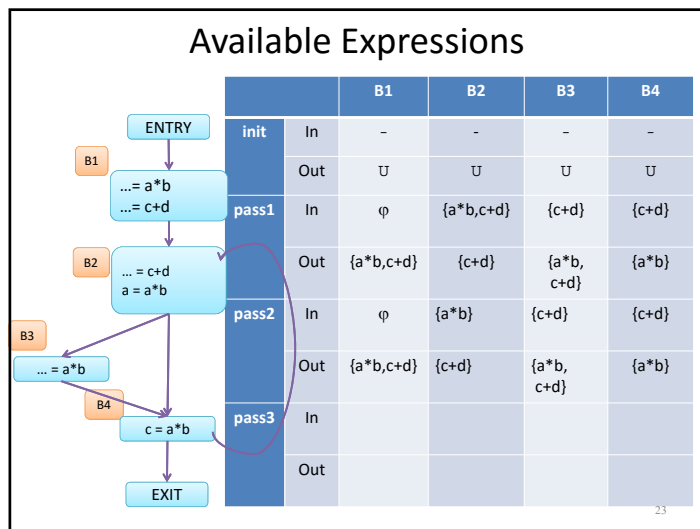 Available Expressions
ENTRY
B1
...= a*b
...= c+d
B2
... = c+d
a = a*b
B3
... = a*b
B4
c = a*b
EXIT
B1 B2 B3 B4
init In - - - -
Out U U U U
pass1 In φ {a*b,c+d} {c+d} {c+d}
Out {a*b,c+d} {c+d} {a*b, {a*b}
c+d}
pass2 In φ {a*b} {c+d} {c+d}
Out {a*b,c+d} {c+d} {a*b, {a*b}
c+d}
pass3 In
Out
23